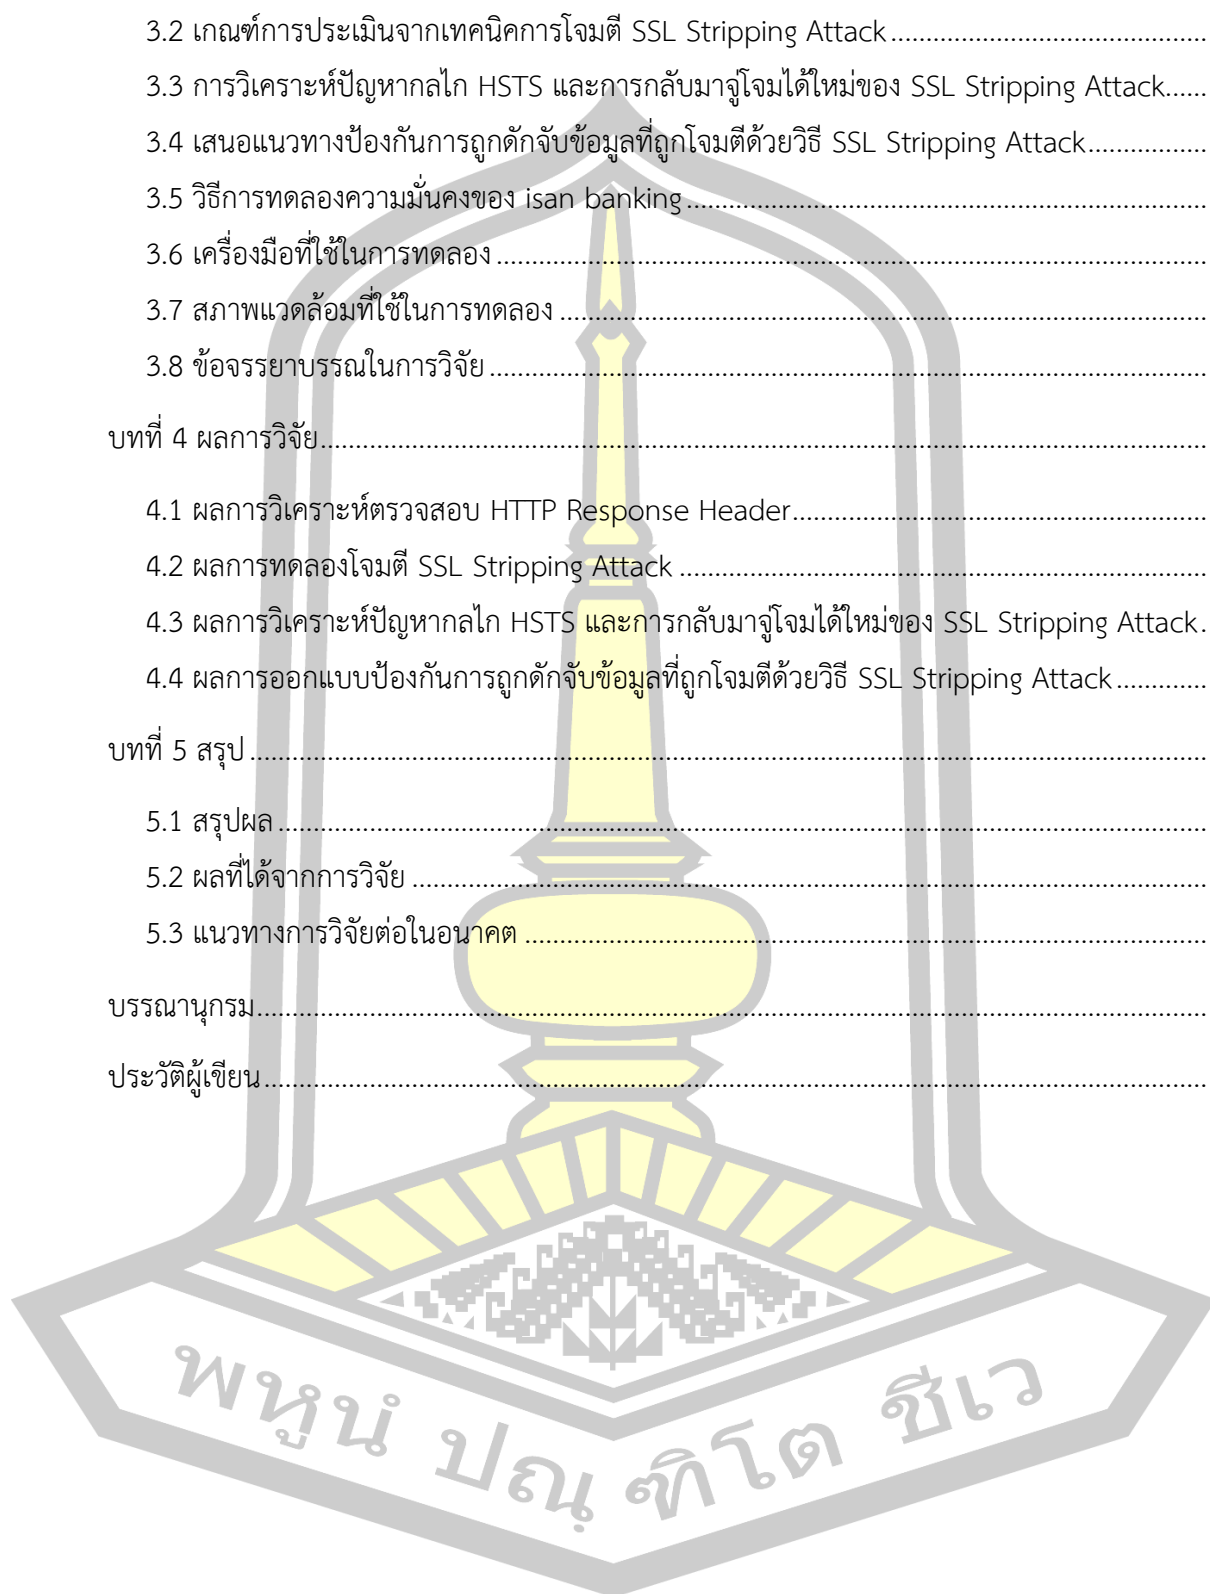 3.2 เกณฑ์การประเมินจากเทคนิคการโจมตี SSL Stripping Attack
3.3 การวิเคราะห์ปัญหากลไก HSTS และการกลับมาจู่โจมได้ใหม่ของ SSL Stripping Attack
3.4 เสนอแนวทางป้องกันการถูกดักจับข้อมูลที่ถูกโจมตีด้วยวิธี SSL Stripping Attack
3.5 วิธีการทดลองความมั่นคงของ isan banking
3.6 เครื่องมือที่ใช้ในการทดลอง
3.7 สภาพแวดล้อมที่ใช้ในการทดลอง
3.8 ข้อจรรยาบรรณในการวิจัย
บทที่ 4 ผลการวิจัย
4.1 ผลการวิเคราะห์ตรวจสอบ HTTP Response Header
4.2 ผลการทดลองโจมตี SSL Stripping Attack
4.3 ผลการวิเคราะห์ปัญหากลไก HSTS และการกลับมาจู่โจมได้ใหม่ของ SSL Stripping Attack
4.4 ผลการออกแบบป้องกันการถูกดักจับข้อมูลที่ถูกโจมตีด้วยวิธี SSL Stripping Attack
บทที่ 5 สรุป
5.1 สรุปผล
5.2 ผลที่ได้จากการวิจัย
5.3 แนวทางการวิจัยต่อในอนาคต
บรรณานุกรม
ประวัติผู้เขียน
พหูนํ ปณฺฑิโต ชีเว